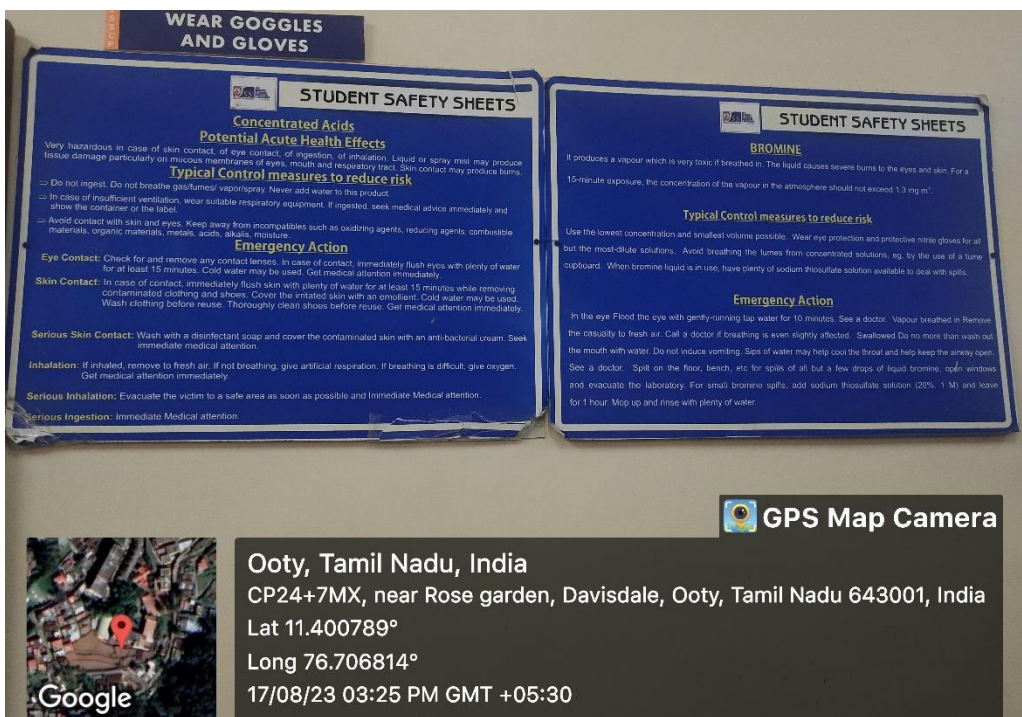 WEAR GOGGLES
AND GLOVES
STUDENT SAFETY SHEETS
Concentrated Acids
Potential Acute Health Effects
Very hazardous in case of skin contact, of eye contact, of ingestion, of inhalation. Liquid or spray mist may produce
tissue damage particularly on mucous membranes of eyes, mouth and respiratory tract. Skin contact may produce burns.
Typical Control measures to reduce risk
⇒ Do not ingest. Do not breathe gas/fumes/ vapor/spray. Never add water to this product.
⇒ In case of insufficient ventilation, wear suitable respiratory equipment. If ingested, seek medical advice immediately and
show the container or the label.
⇒ Avoid contact with skin and eyes. Keep away from incompatibles such as oxidizing agents, reducing agents, combustible
materials, organic materials, metals, acids, alkalis, moisture.
Emergency Action
Eye Contact: Check for and remove any contact lenses. In case of contact, immediately flush eyes with plenty of water
for at least 15 minutes. Cold water may be used. Get medical attention immediately.
Skin Contact: In case of contact, immediately flush skin with plenty of water for at least 15 minutes while removing
contaminated clothing and shoes. Cover the irritated skin with an emollient. Cold water may be used.
Wash clothing before reuse. Thoroughly clean shoes before reuse. Get medical attention immediately.
Serious Skin Contact: Wash with a disinfectant soap and cover the contaminated skin with an anti-bacterial cream. Seek
immediate medical attention.
Inhalation: If inhaled, remove to fresh air. If not breathing, give artificial respiration. If breathing is difficult, give oxygen.
Get medical attention immediately.
Serious Inhalation: Evacuate the victim to a safe area as soon as possible and Immediate Medical attention.
Serious Ingestion: Immediate Medical attention.
STUDENT SAFETY SHEETS
BROMINE
It produces a vapour which is very toxic if breathed in. The liquid causes severe burns to the eyes and skin. For a
15-minute exposure, the concentration of the vapour in the atmosphere should not exceed 1.3 mg m
Typical Control measures to reduce risk
Use the lowest concentration and smallest volume possible. Wear eye protection and protective nitrile gloves for all
but the most-dilute solutions. Avoid breathing the fumes from concentrated solutions, eg, by the use of a fume
cupboard. When bromine liquid is in use, have plenty of sodium thiosulfate solution available to deal with spills.
Emergency Action
In the eye Flood the eye with gently-running tap water for 10 minutes. See a doctor. Vapour breathed in Remove
the casualty to fresh air. Call a doctor if breathing is even slightly affected. Swallowed Do no more than wash out
the mouth with water. Do not induce vomiting. Sips of water may help cool the throat and help keep the airway open.
See a doctor. Spilt on the floor, bench, etc for spills of all but a few drops of liquid bromine, open windows
and evacuate the laboratory. For small bromine spills, add sodium thiosulfate solution (20%, 1 M) and leave
for 1 hour. Mop up and rinse with plenty of water.
GPS Map Camera
Ooty, Tamil Nadu, India
CP24+7MX, near Rose garden, Davisdale, Ooty, Tamil Nadu 643001, India
Lat 11.400789°
Long 76.706814°
17/08/23 03:25 PM GMT +05:30
Google